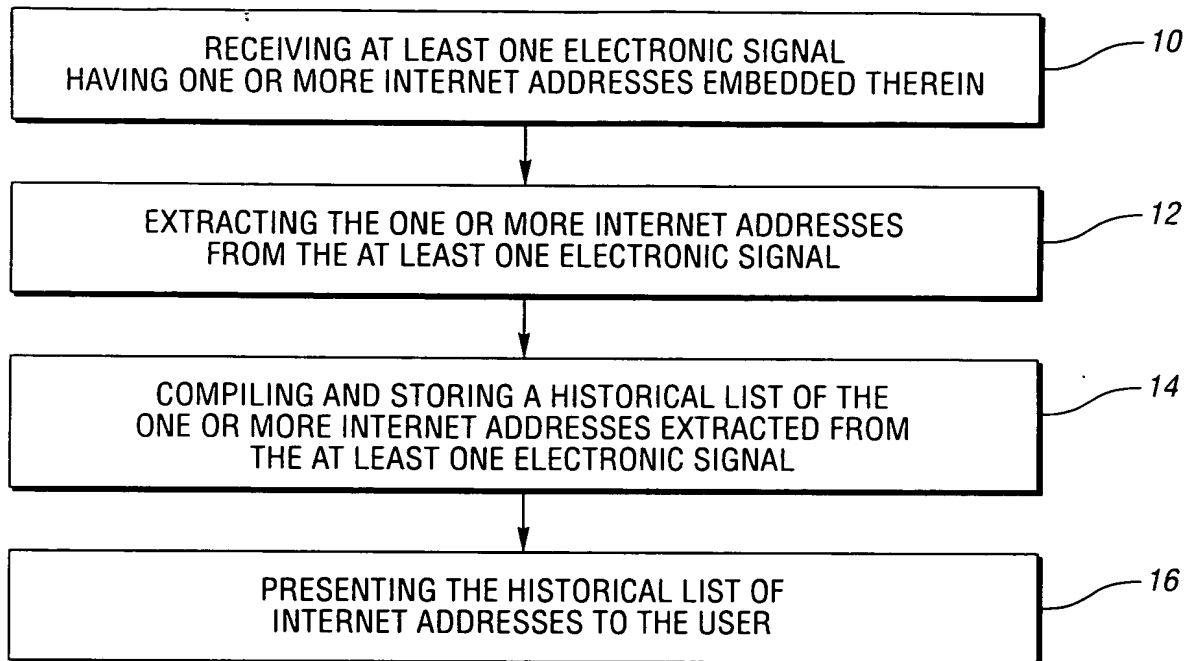 RECEIVING AT LEAST ONE ELECTRONIC SIGNAL
HAVING ONE OR MORE INTERNET ADDRESSES EMBEDDED THEREIN
10
EXTRACTING THE ONE OR MORE INTERNET ADDRESSES
FROM THE AT LEAST ONE ELECTRONIC SIGNAL
12
COMPILING AND STORING A HISTORICAL LIST OF THE
ONE OR MORE INTERNET ADDRESSES EXTRACTED FROM
THE AT LEAST ONE ELECTRONIC SIGNAL
14
PRESENTING THE HISTORICAL LIST OF
INTERNET ADDRESSES TO THE USER
16